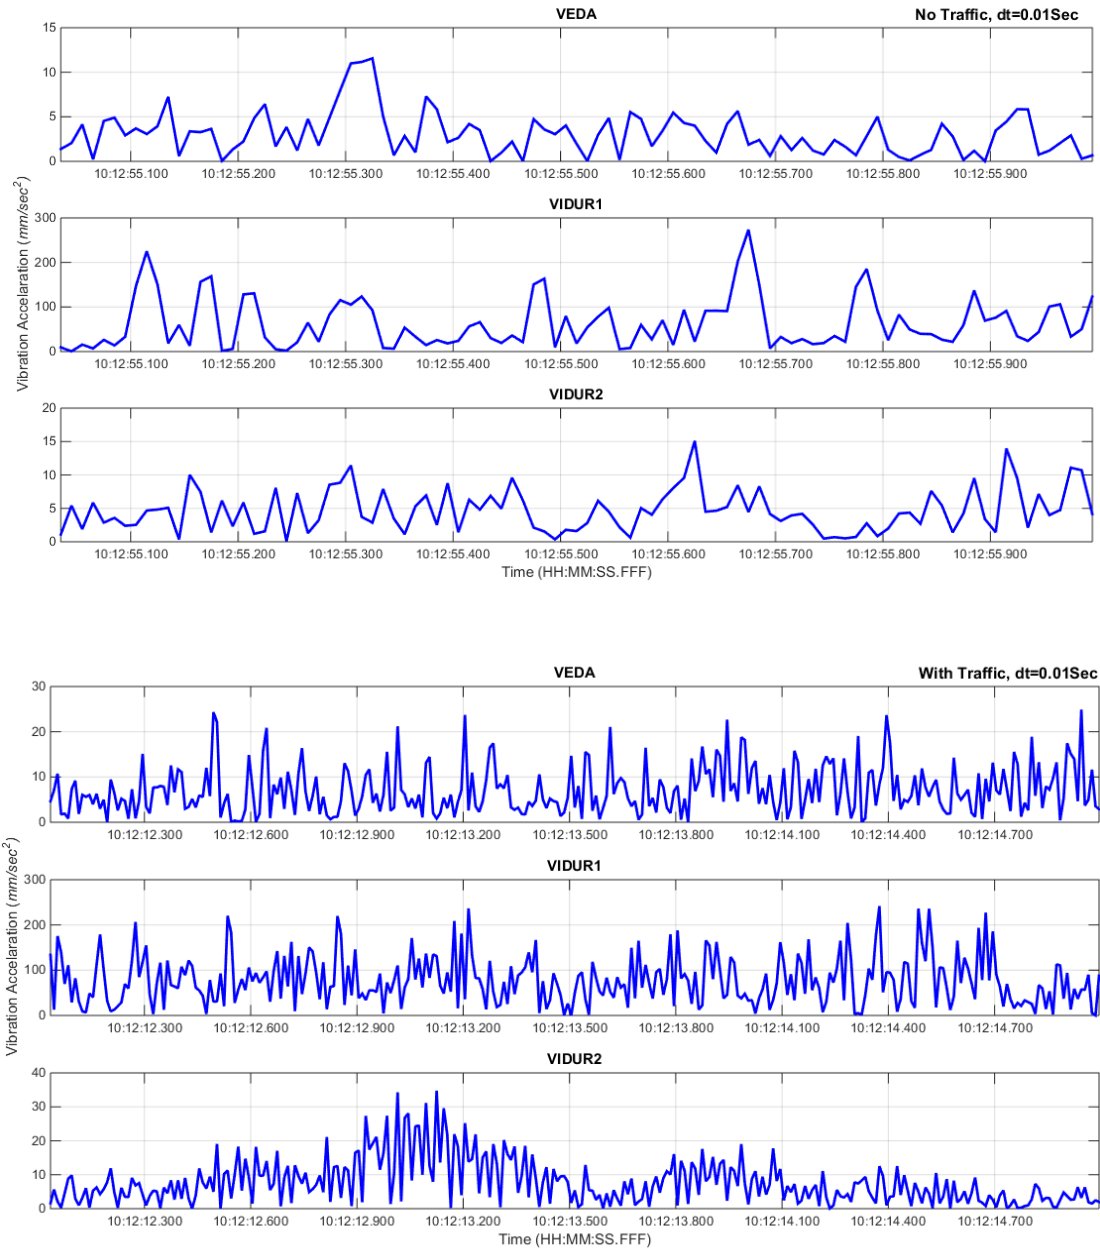 VEDA No Traffic, dt=0.01Sec
15
10
5
0
10:12:55.100 10:12:55.200 10:12:55.300 10:12:55.400 10:12:55.500 10:12:55.600 10:12:55.700 10:12:55.800 10:12:55.900
VIDUR1
300
200
100
0
10:12:55.100 10:12:55.200 10:12:55.300 10:12:55.400 10:12:55.500 10:12:55.600 10:12:55.700 10:12:55.800 10:12:55.900
Vibration Accelaration (mm/sec²)
VIDUR2
20
15
10
5
0
10:12:55.100 10:12:55.200 10:12:55.300 10:12:55.400 10:12:55.500 10:12:55.600 10:12:55.700 10:12:55.800 10:12:55.900
Time (HH:MM:SS.FFF)
VEDA With Traffic, dt=0.01Sec
30
20
10
0
10:12:12.300 10:12:12.600 10:12:12.900 10:12:13.200 10:12:13.500 10:12:13.800 10:12:14.100 10:12:14.400 10:12:14.700
VIDUR1
300
200
100
0
10:12:12.300 10:12:12.600 10:12:12.900 10:12:13.200 10:12:13.500 10:12:13.800 10:12:14.100 10:12:14.400 10:12:14.700
Vibration Accelaration (mm/sec²)
VIDUR2
40
30
20
10
0
10:12:12.300 10:12:12.600 10:12:12.900 10:12:13.200 10:12:13.500 10:12:13.800 10:12:14.100 10:12:14.400 10:12:14.700
Time (HH:MM:SS.FFF)